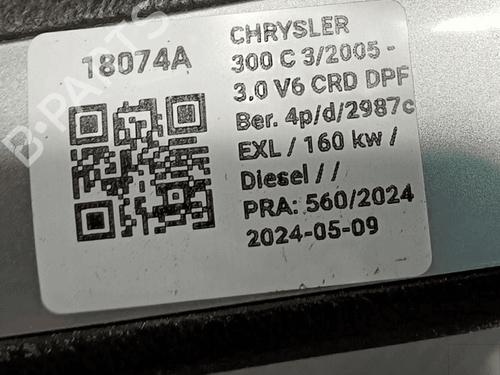 B-PARTS
18074A
CHRYSLER
300 C 3/2005 -
3.0 V6 CRD DPF
Ber. 4p/d/2987c
EXL / 160 kw /
Diesel / /
PRA: 560/2024
2024-05-09